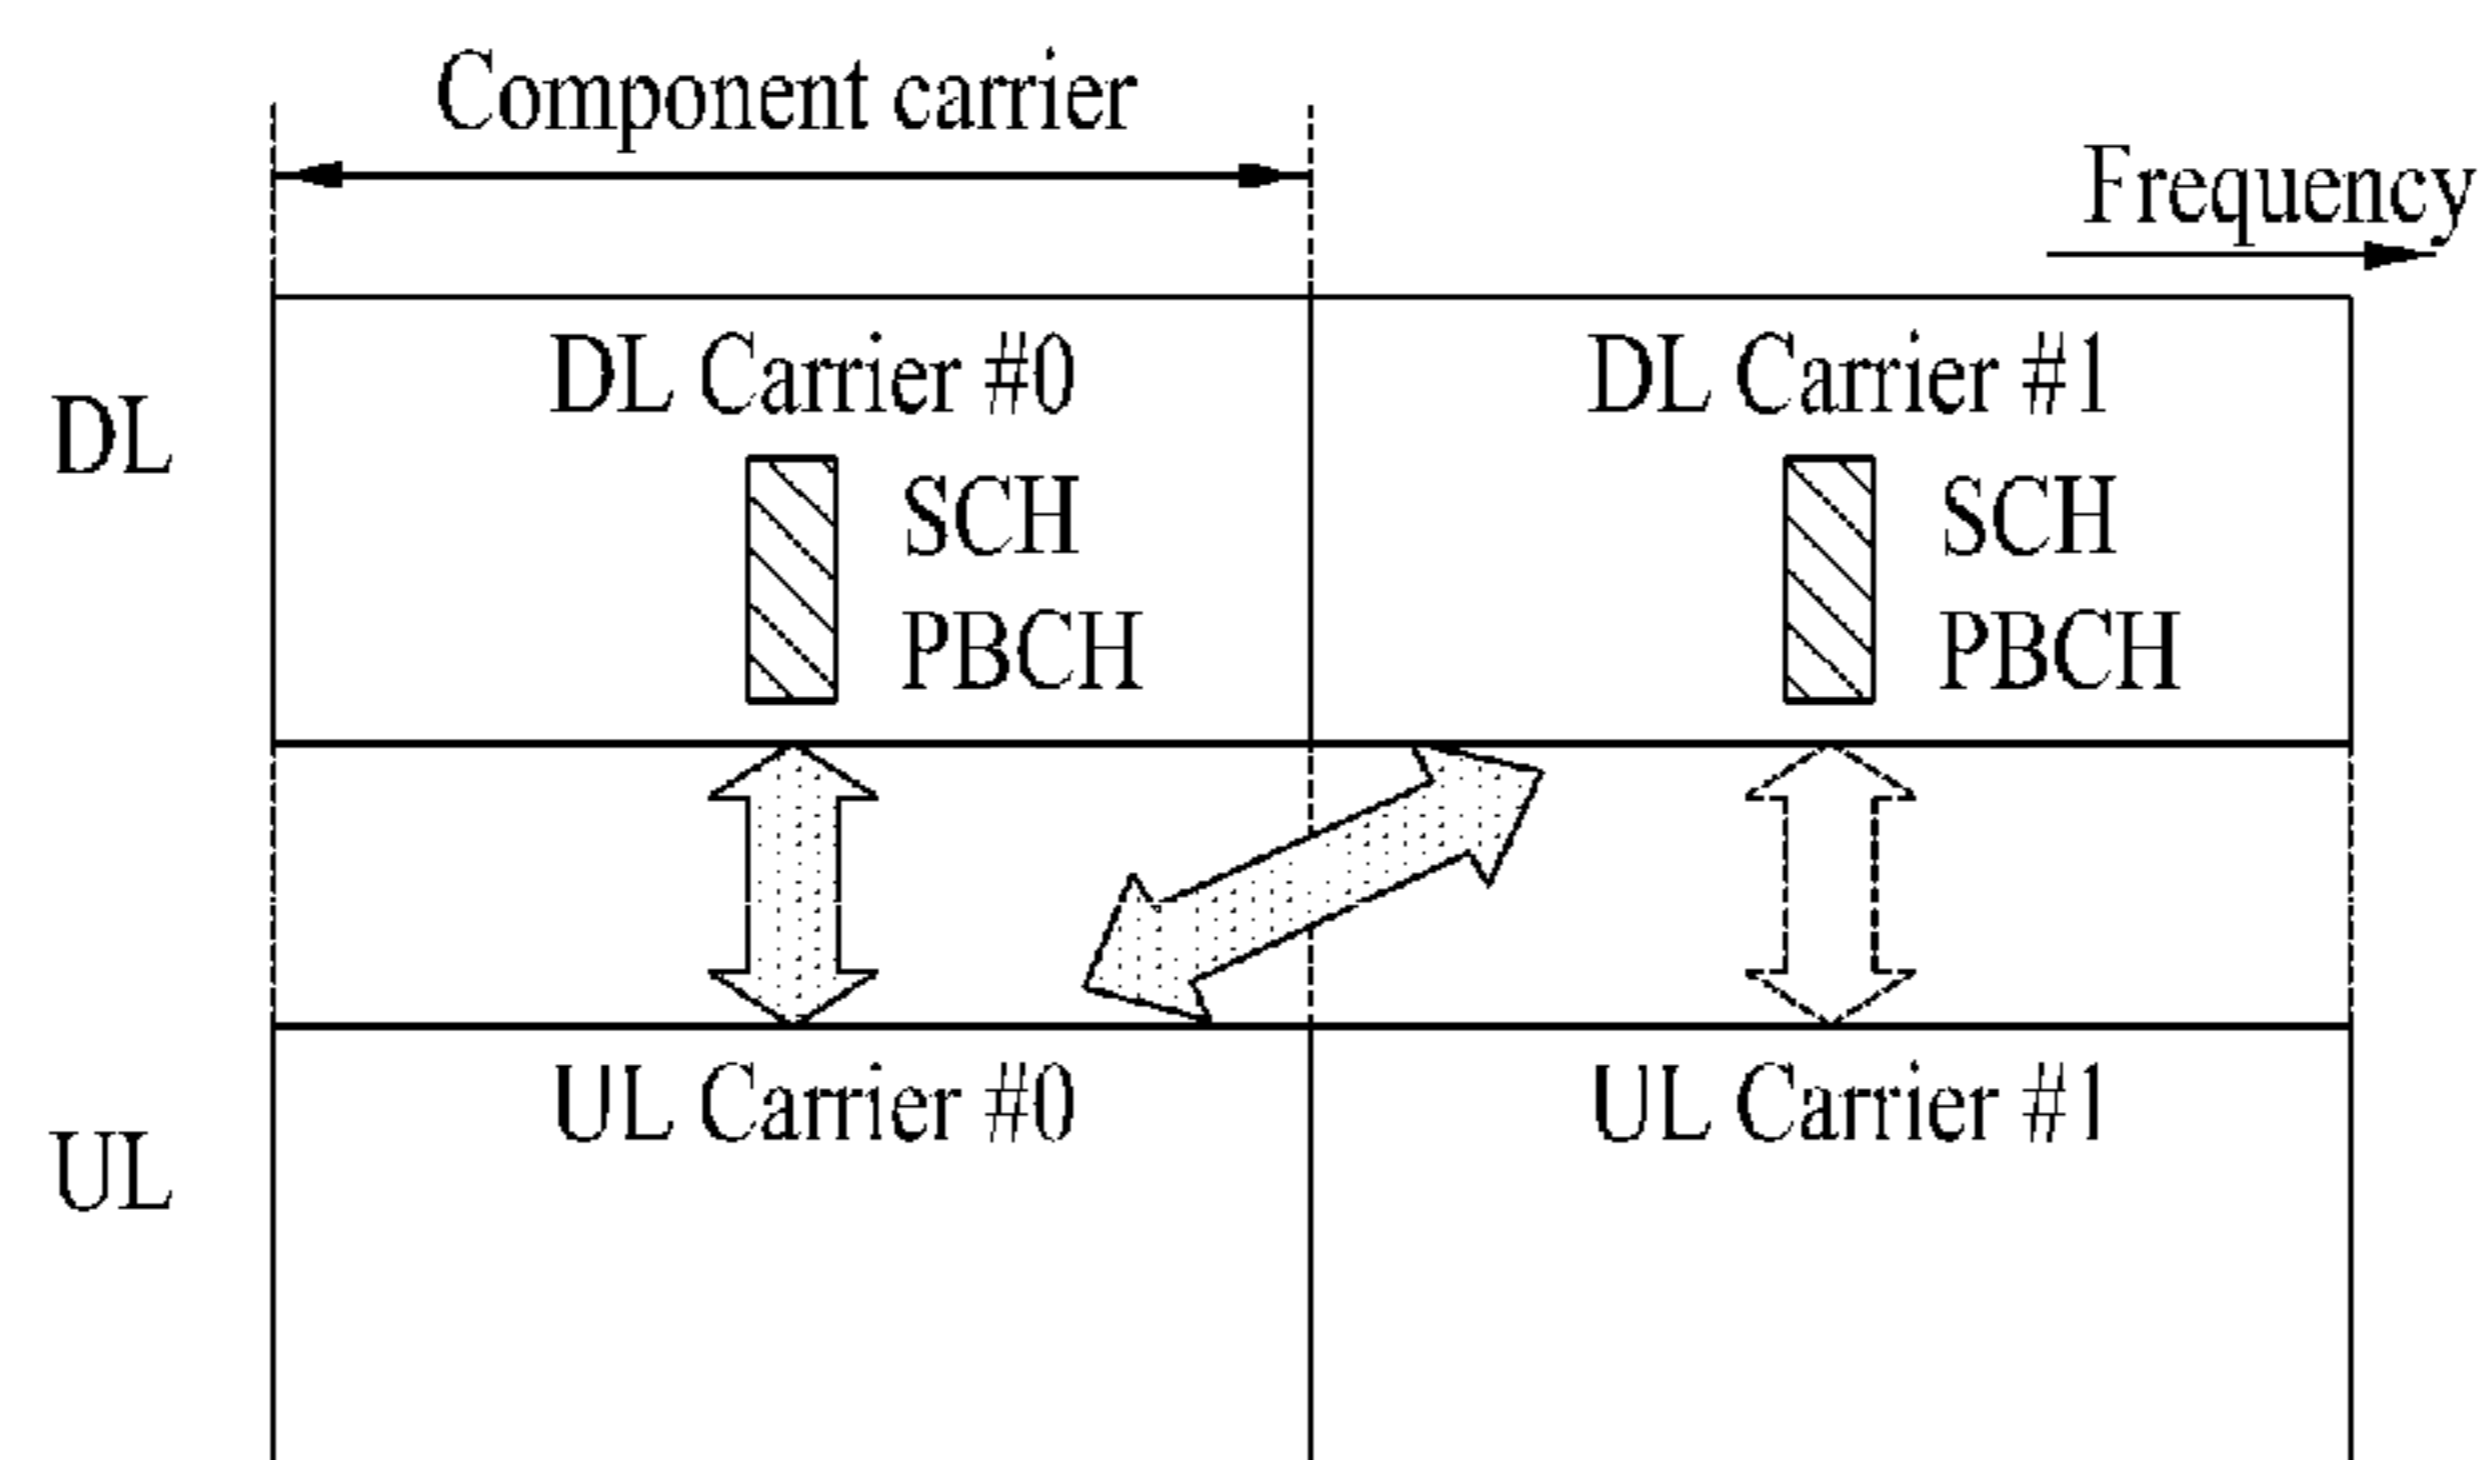 Component carrier
Frequency
DL
DL Carrier #0
SCH
PBCH
DL Carrier #1
SCH
PBCH
UL
UL Carrier #0
UL Carrier #1